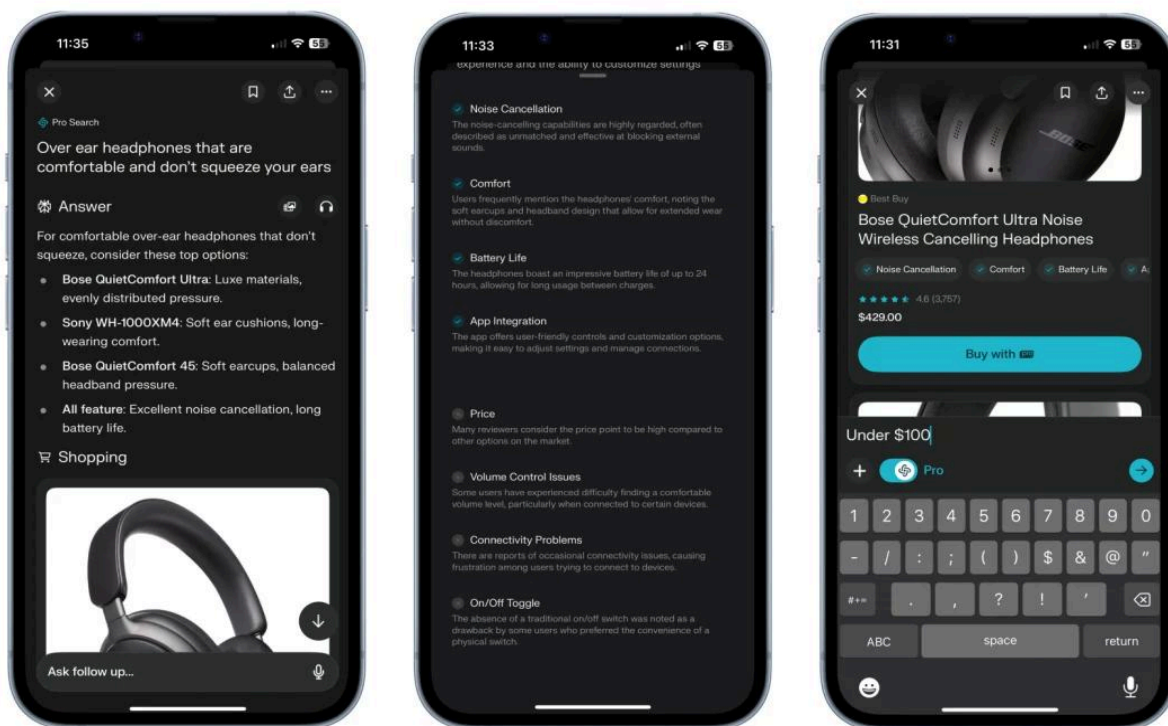 11:35
55
Pro Search
Over ear headphones that are
comfortable and don't squeeze your ears
Answer
For comfortable over-ear headphones that don't
squeeze, consider these top options:
Bose QuietComfort Ultra: Luxe materials,
evenly distributed pressure.
Sony WH-1000XM4: Soft ear cushions, long-
wearing comfort.
Bose QuietComfort 45: Soft earcups, balanced
headband pressure.
All feature: Excellent noise cancellation, long
battery life.
Shopping
Ask follow up...
11:33
55
experience and the ability to customize settings
Noise Cancellation
The noise-cancelling capabilities are highly regarded, often
described as unmatched and effective at blocking external
sounds.
Comfort
Users frequently mention the headphones' comfort, noting the
soft earcups and headband design that allow for extended wear
without discomfort.
Battery Life
The headphones boast an impressive battery life of up to 24
hours, allowing for long usage between charges.
App Integration
The app offers user-friendly controls and customization options,
making it easy to adjust settings and manage connections.
Price
Many reviewers consider the price point to be high compared to
other options on the market.
Volume Control Issues
Some users have experienced difficulty finding a comfortable
volume level, particularly when connected to certain devices.
Connectivity Problems
There are reports of occasional connectivity issues, causing
frustration among users trying to connect to devices.
On/Off Toggle
The absence of a traditional on/off switch was noted as a
drawback by some users who preferred the convenience of a
physical switch.
11:31
55
BOSE
Best Buy
Bose QuietComfort Ultra Noise
Wireless Cancelling Headphones
Noise Cancellation Comfort Battery Life
4.6 (3,757)
$429.00
Buy with
Under $100
Pro
1 2 3 4 5 6 7 8 9 0
- / : ; ( ) $ & @ "
#+= . , ? ! '
ABC space return